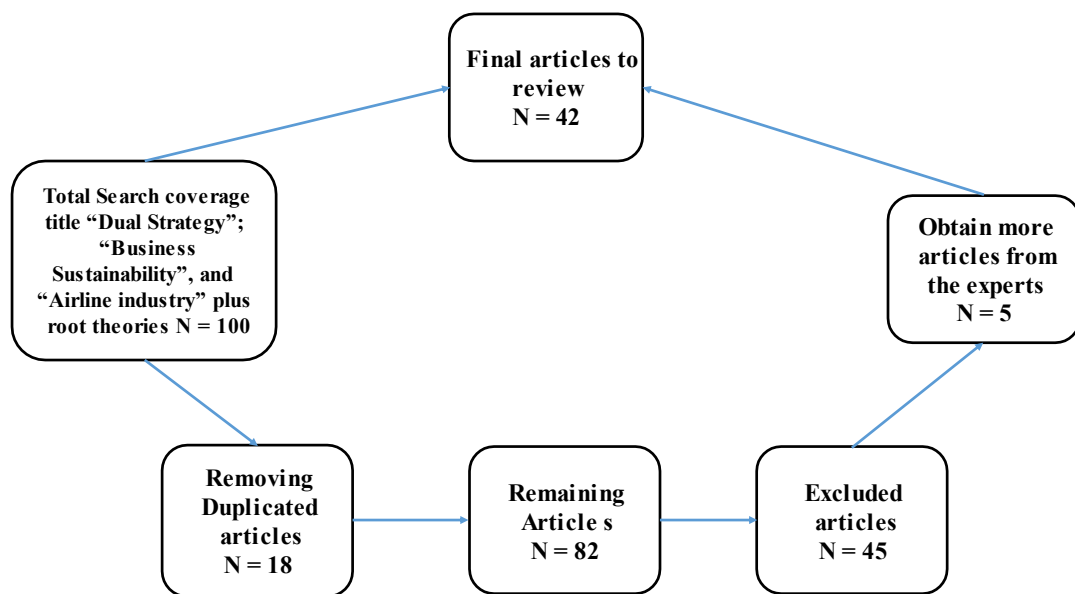 Final articles to
review
N = 42
Total Search coverage
title “Dual Strategy”;
“Business
Sustainability”, and
“Airline industry” plus
root theories N = 100
Obtain more
articles from
the experts
N = 5
Removing
Duplicated
articles
N = 18
Remaining
Article s
N = 82
Excluded
articles
N = 45